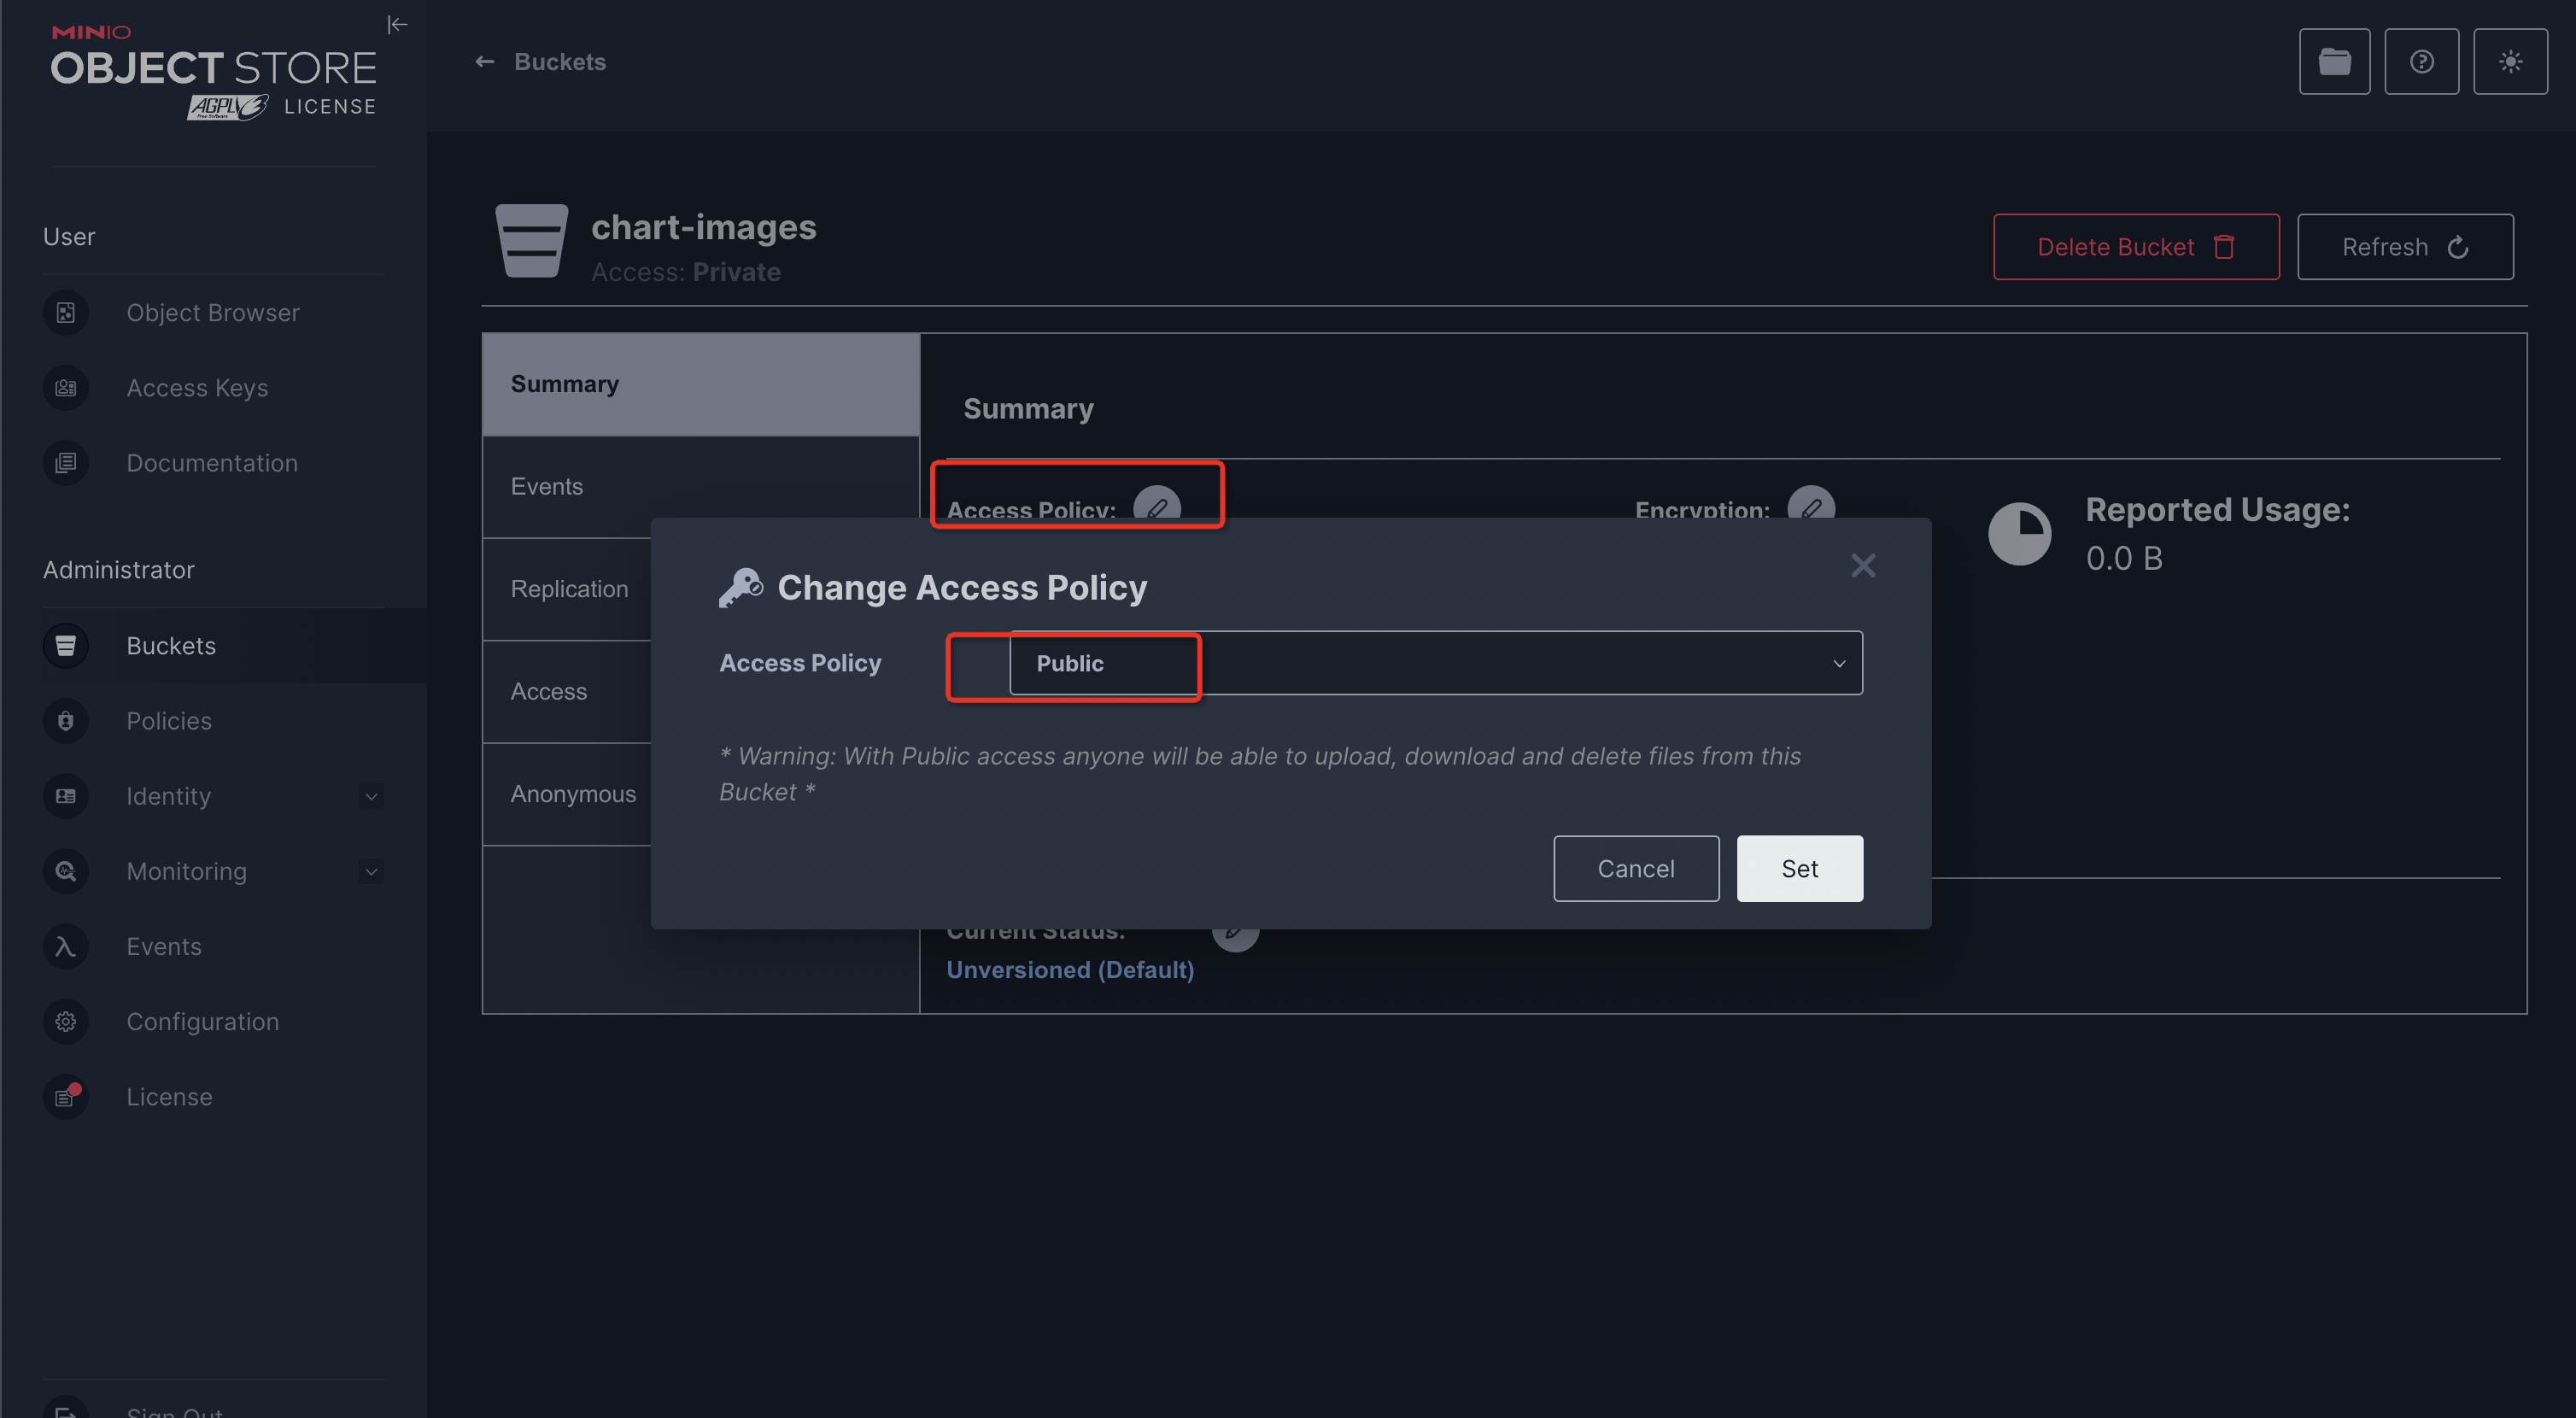 MINIO
OBJECT STORE
AGPLv3 LICENSE
Free Software
User
Object Browser
Access Keys
Documentation
Administrator
Buckets
Policies
Identity
Monitoring
Events
Configuration
License
Sign Out
Buckets
chart-images
Access: Private
Delete Bucket
Refresh
Summary
Events
Replication
Access
Anonymous
Summary
Access Policy:
Encryption:
Reported Usage:
0.0 B
Change Access Policy
Access Policy
Public
* Warning: With Public access anyone will be able to upload, download and delete files from this
Bucket *
Cancel
Set
Current Status:
Unversioned (Default)